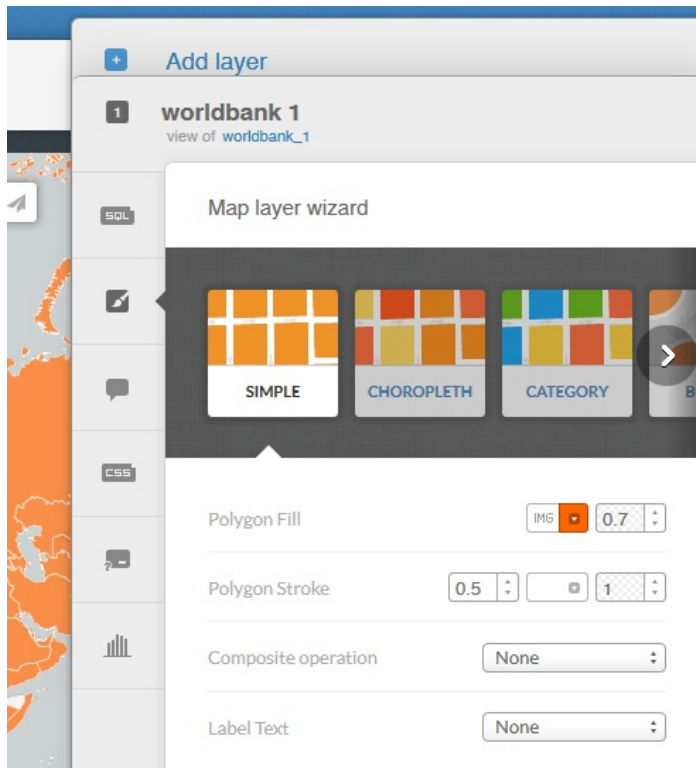 Add layer
1 worldbank 1
view of worldbank_1
SQL
Map layer wizard
SIMPLE CHOROPLETH CATEGORY B
Polygon Fill IMG 0.7
CSS
Polygon Stroke 0.5 1
Composite operation None
Label Text None